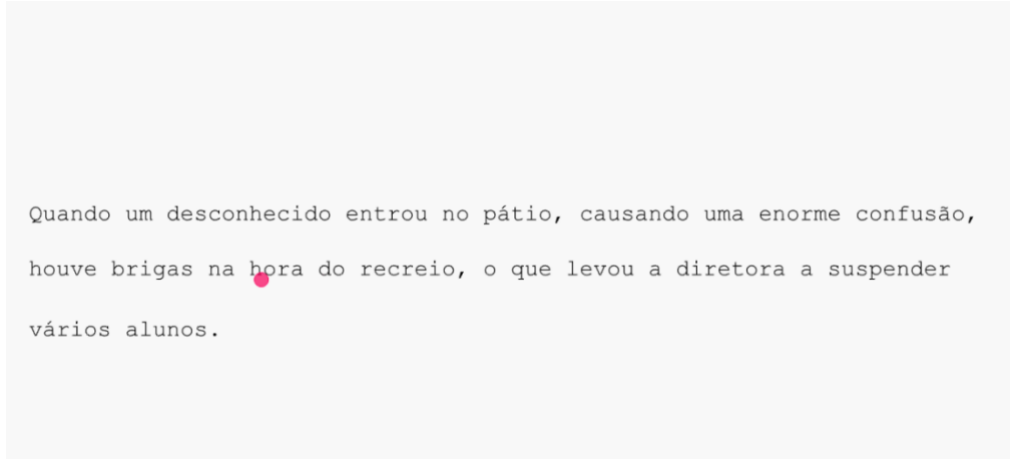 Quando um desconhecido entrou no pátio, causando uma enorme confusão,
houve brigas na hora do recreio, o que levou a diretora a suspender
vários alunos.